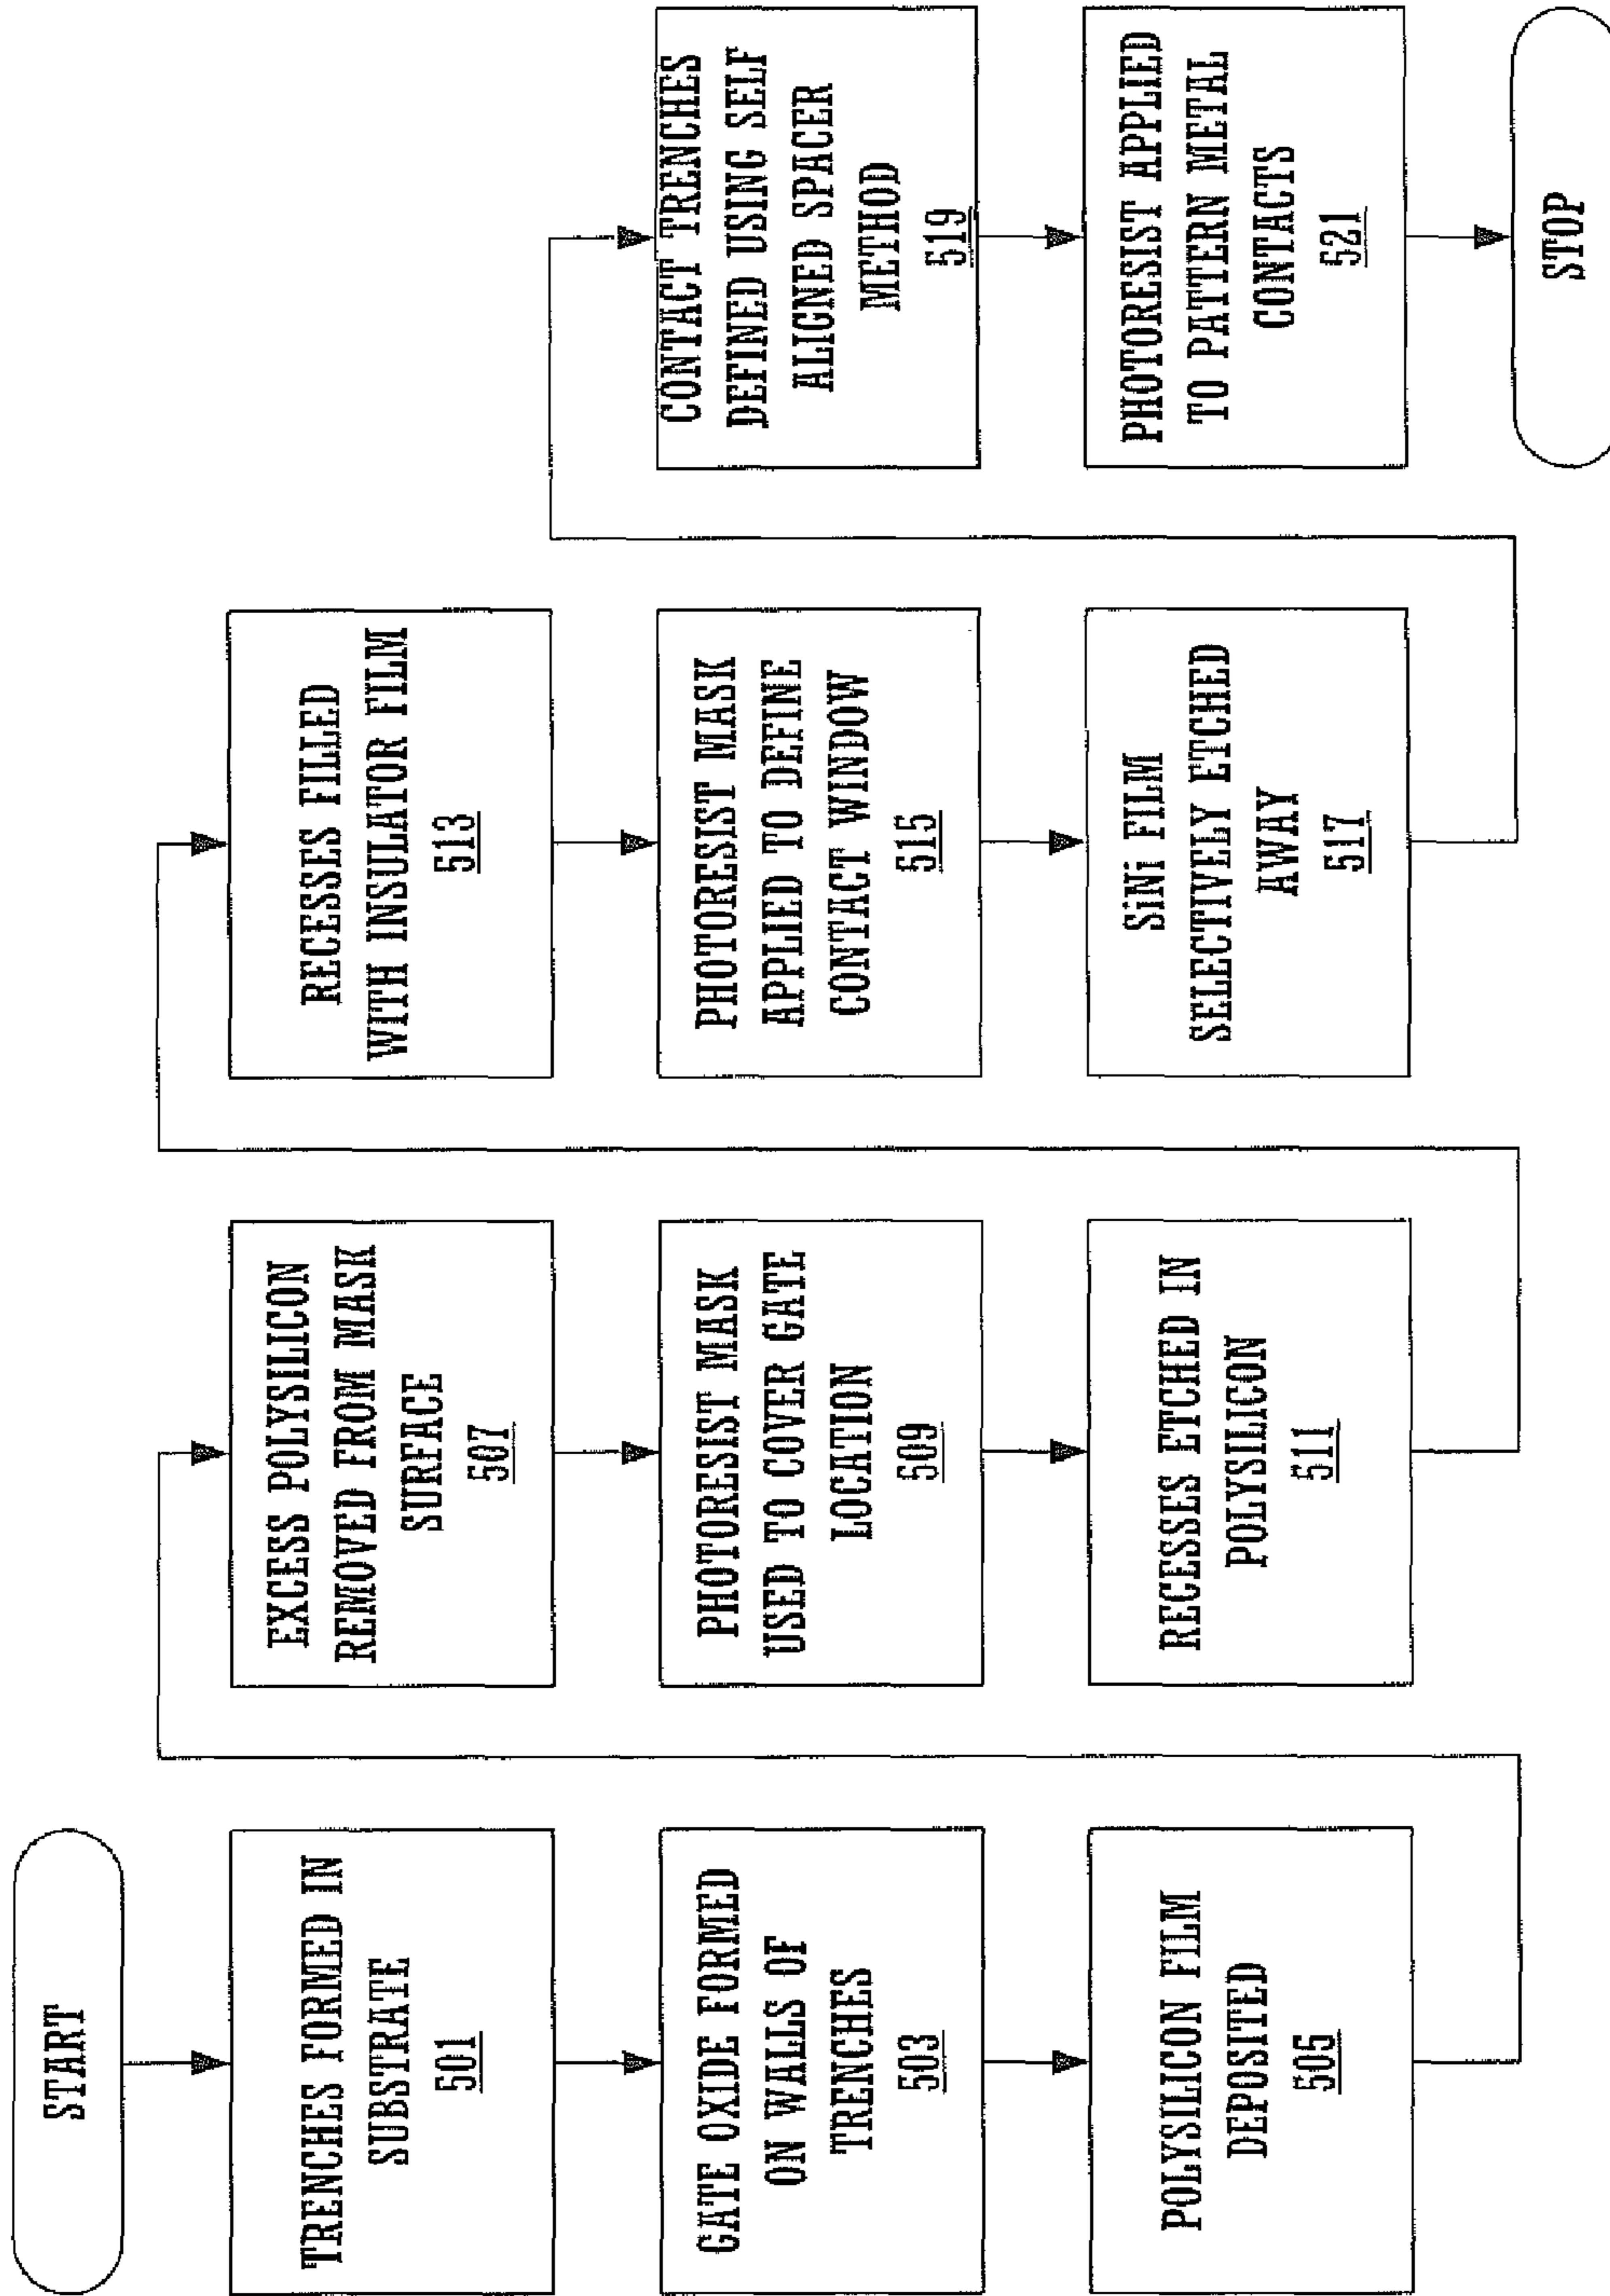 START
TRENCHES FORMED IN
SUBSTRATE
501
GATE OXIDE FORMED
ON WALLS OF
TRENCHES
503
POLYSILICON FILM
DEPOSITED
505
EXCESS POLYSILICON
REMOVED FROM MASK
SURFACE
507
PHOTORESIST MASK
USED TO COVER GATE
LOCATION
509
RECESSES ETCHED IN
POLYSILICON
511
RECESSES FILLED
WITH INSULATOR FILM
513
PHOTORESIST MASK
APPLIED TO DEFINE
CONTACT WINDOW
515
SiNi FILM
SELECTIVELY ETCHED
AWAY
517
CONTACT TRENCHES
DEFINED USING SELF
ALIGNED SPACER
METHOD
519
PHOTORESIST APPLIED
TO PATTERN METAL
CONTACTS
521
STOP